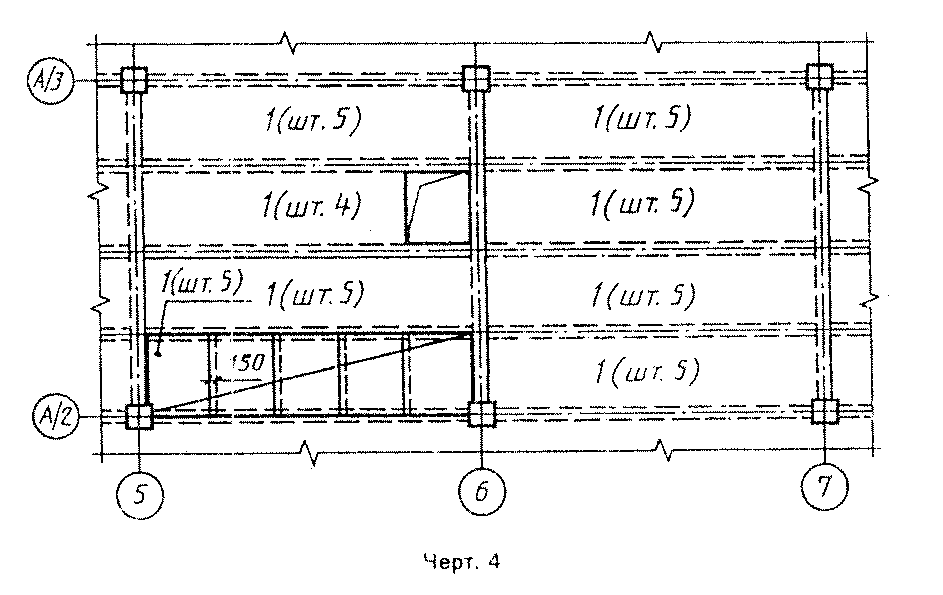 А/3
1(шт. 5) 1(шт. 5)
1(шт. 4) 1(шт. 5)
1(шт. 5) 1(шт. 5) 1(шт. 5)
150
1(шт. 5)
А/2
5 6 7
Черт. 4